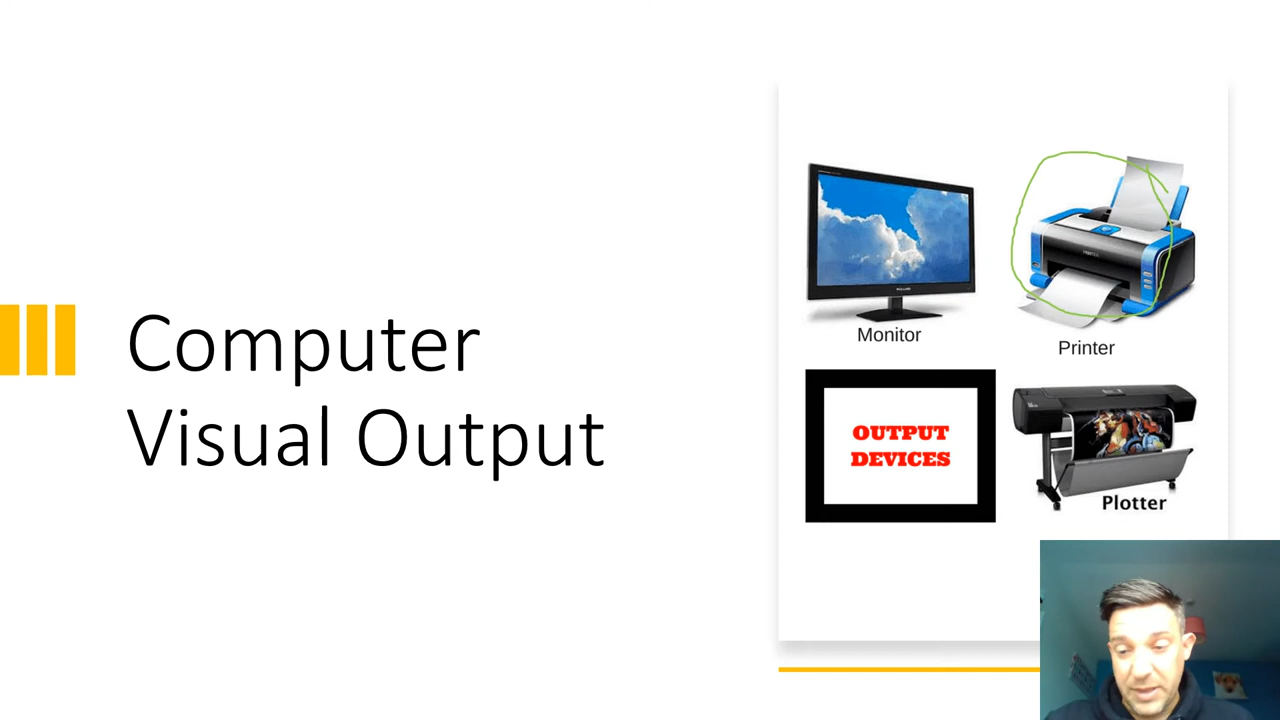 Computer
Visual Output
Monitor
Printer
OUTPUT
DEVICES
Plotter